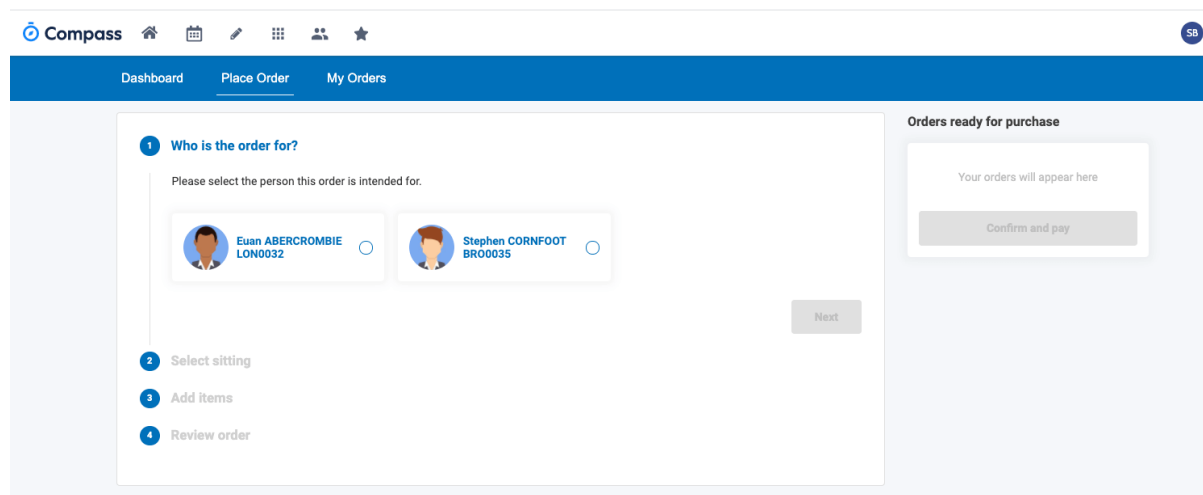 Compass
SB
Dashboard Place Order My Orders
1 Who is the order for?
Please select the person this order is intended for.
Euan ABERCROMBIE
LON0032
Stephen CORNFOOT
BRO0035
Next
2 Select sitting
3 Add items
4 Review order
Orders ready for purchase
Your orders will appear here
Confirm and pay